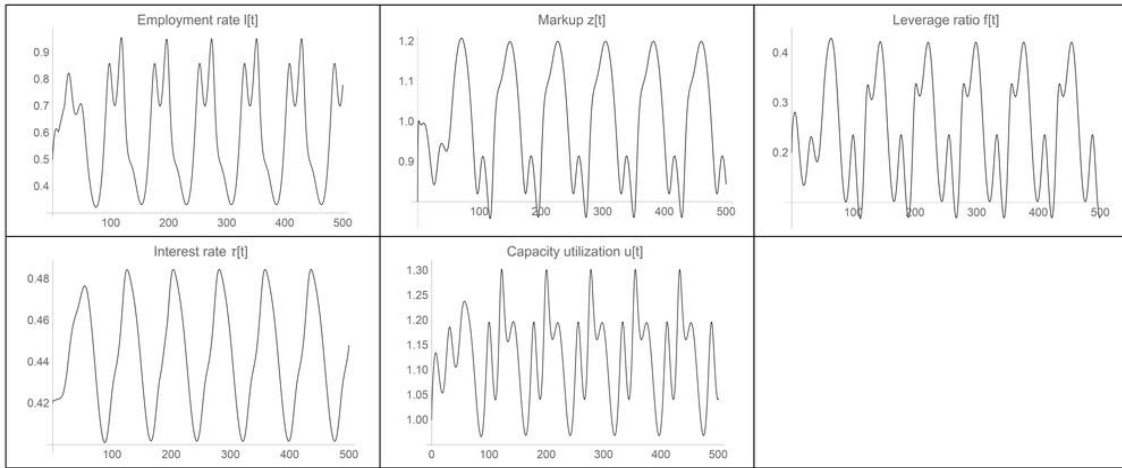 Employment rate l[t]
0.9
0.8
0.7
0.6
0.5
0.4
100 200 300 400 500
Markup z[t]
1.2
1.1
1.0
0.9
100 200 300 400 500
Leverage ratio f[t]
0.4
0.3
0.2
100 200 300 400 500
Interest rate τ[t]
0.48
0.46
0.44
0.42
100 200 300 400 500
Capacity utilization u[t]
1.30
1.25
1.20
1.15
1.10
1.05
1.00
0 100 200 300 400 500